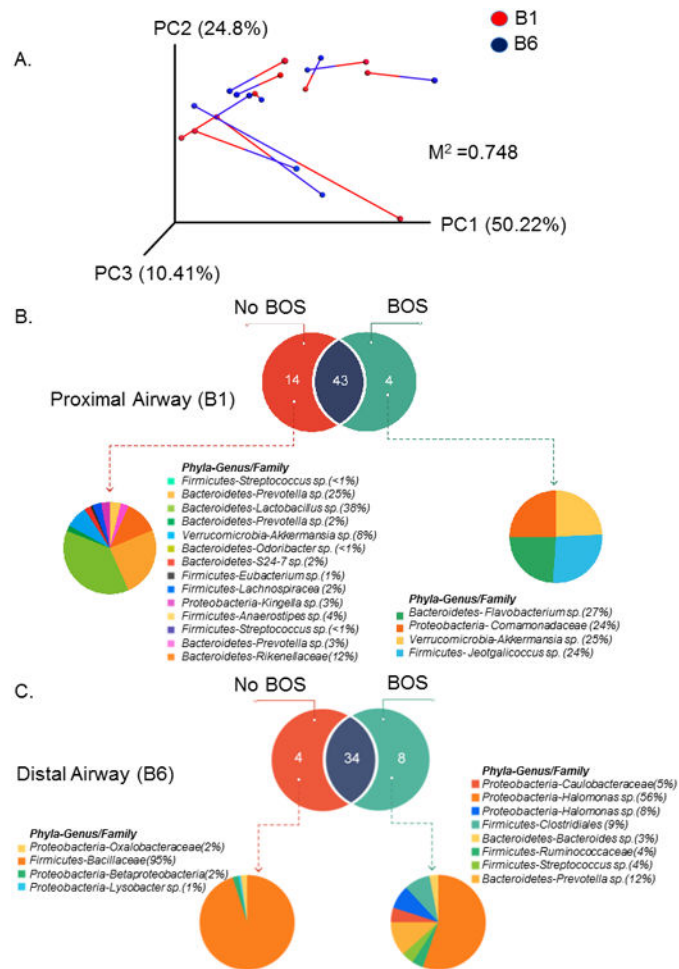 B1
B6
A.
PC2 (24.8%)
M² =0.748
PC1 (50.22%)
PC3 (10.41%)
B.
No BOS
BOS
14
43
4
Proximal Airway (B1)
Phyla-Genus/Family
Firmicutes-Streptococcus sp.(<1%)
Bacteroidetes-Prevotella sp.(25%)
Bacteroidetes-Lactobacillus sp.(38%)
Bacteroidetes-Prevotella sp.(2%)
Verrucomicrobia-Akkermansia sp.(8%)
Bacteroidetes-Odoribacter sp.(<1%)
Bacteroidetes-S24-7 sp.(2%)
Firmicutes-Eubacterium sp.(1%)
Firmicutes-Lachnospiracea (2%)
Proteobacteria-Kingella sp.(3%)
Firmicutes-Anaerostipes sp.(4%)
Firmicutes-Streptococcus sp.(<1%)
Bacteroidetes-Prevotella sp.(3%)
Bacteroidetes-Rikenellaceae(12%)
Phyla-Genus/Family
Bacteroidetes-Flavobacterium sp.(27%)
Proteobacteria- Comamonadaceae (24%)
Verrucomicrobia-Akkermansia sp.(25%)
Firmicutes-Jeotgalicoccus sp.(24%)
C.
No BOS
BOS
4
34
8
Distal Airway (B6)
Phyla-Genus/Family
Proteobacteria-Oxalobacteraceae(2%)
Firmicutes-Bacillaceae(95%)
Proteobacteria-Betaproteobacteria(2%)
Proteobacteria-Lysobacter sp.(1%)
Phyla-Genus/Family
Proteobacteria-Caulobacteraceae(5%)
Proteobacteria-Halomonas sp.(56%)
Proteobacteria-Halomonas sp.(8%)
Firmicutes-Clostridiales (9%)
Bacteroidetes-Bacteroides sp.(3%)
Firmicutes-Ruminococcaceae(4%)
Firmicutes-Streptococcus sp.(4%)
Bacteroidetes-Prevotella sp.(12%)